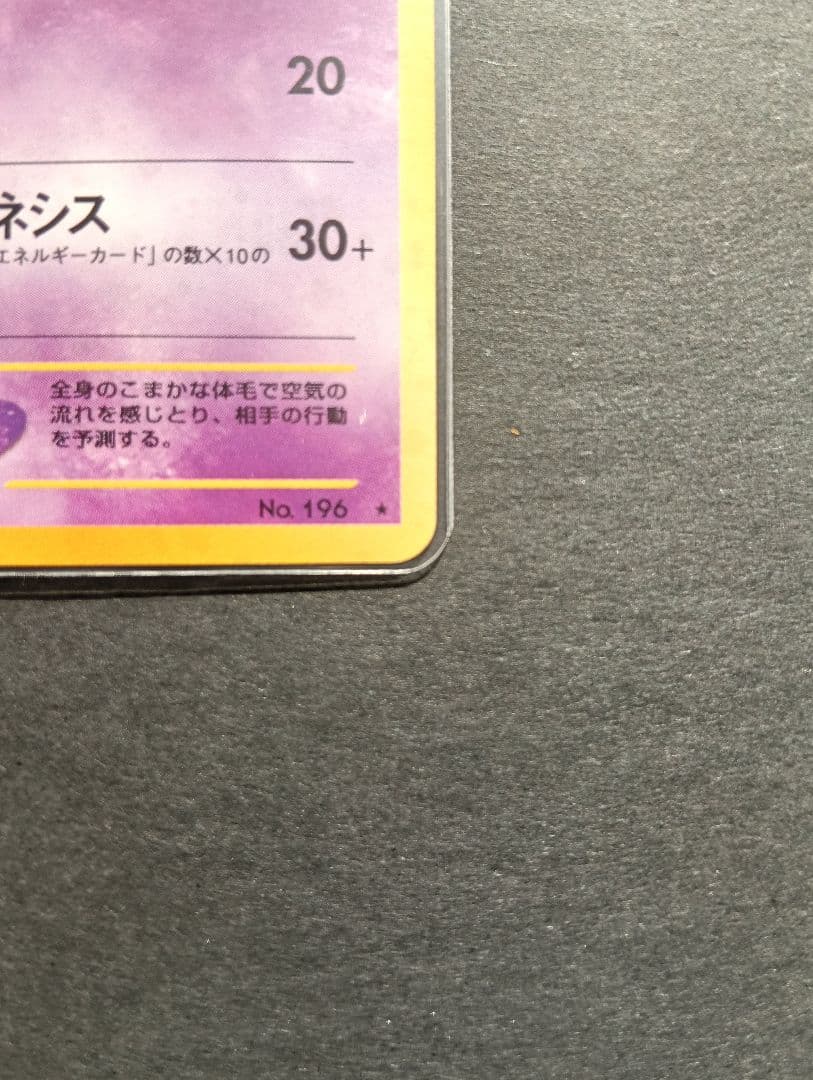 20
ネシス
エネルギーカード」の数×10の 30+
全身のこまかな体毛で空気の
流れを感じとり、相手の行動
を予測する。
No. 196 ★